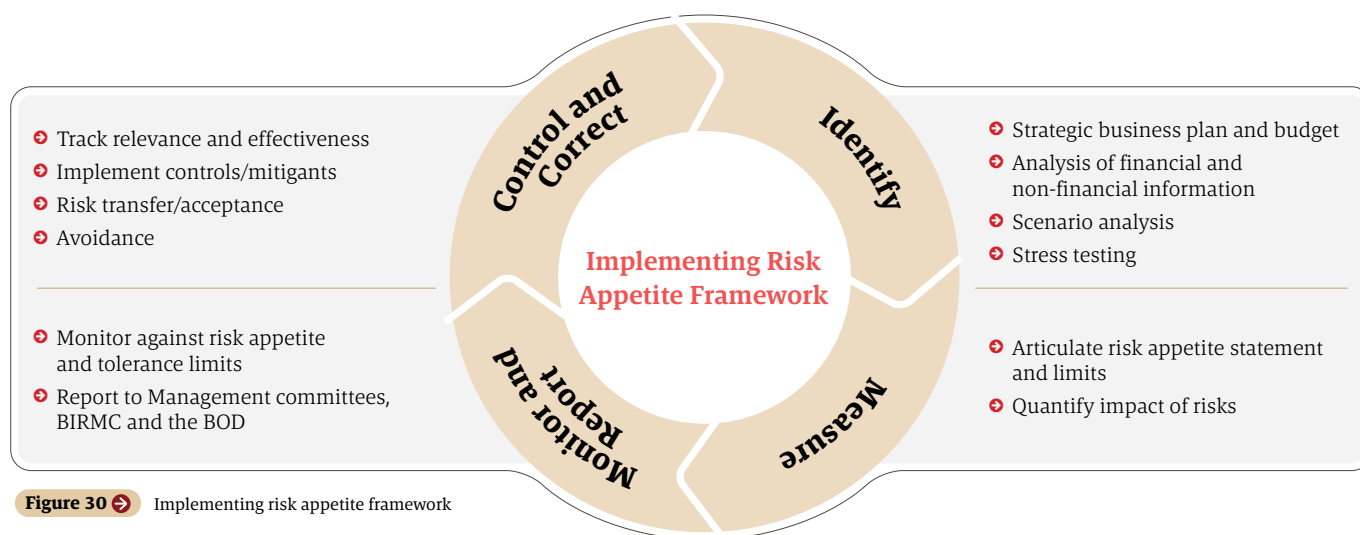 Control and
Correct
Identify
Measure
Monitor and
Report
Implementing Risk
Appetite Framework
Track relevance and effectiveness
Implement controls/mitigants
Risk transfer/acceptance
Avoidance
Monitor against risk appetite
and tolerance limits
Report to Management committees,
BIRMC and the BOD
Strategic business plan and budget
Analysis of financial and
non-financial information
Scenario analysis
Stress testing
Articulate risk appetite statement
and limits
Quantify impact of risks
Figure 30 Implementing risk appetite framework